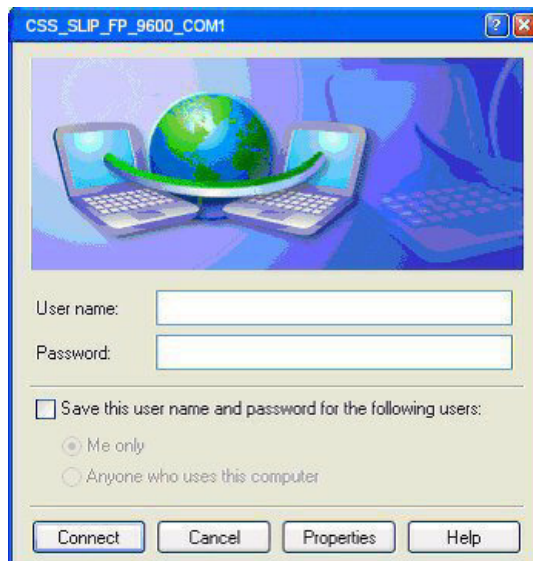 CSS_SLIP_FP_9600_COM1
User name:
Password:
Save this user name and password for the following users:
Me only
Anyone who uses this computer
Connect Cancel Properties Help